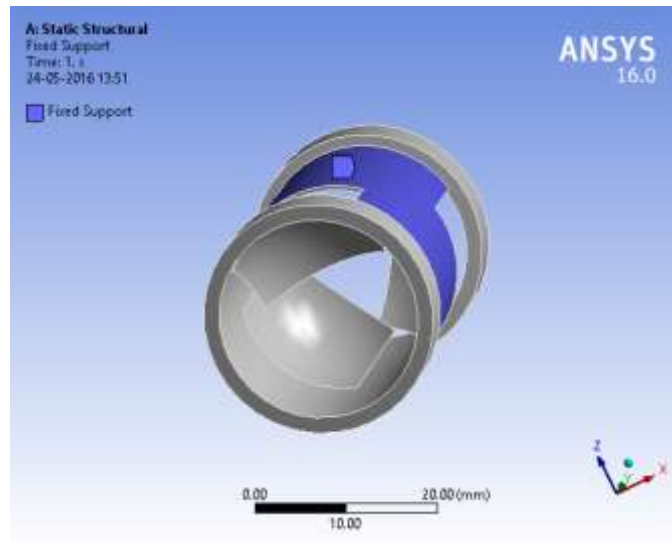 A: Static Structural
Fixed Support
Time: 1. s
24-05-2016 13:51
Fixed Support
ANSYS
16.0
0.00
20.00 (mm)
10.00
Z
Y
X